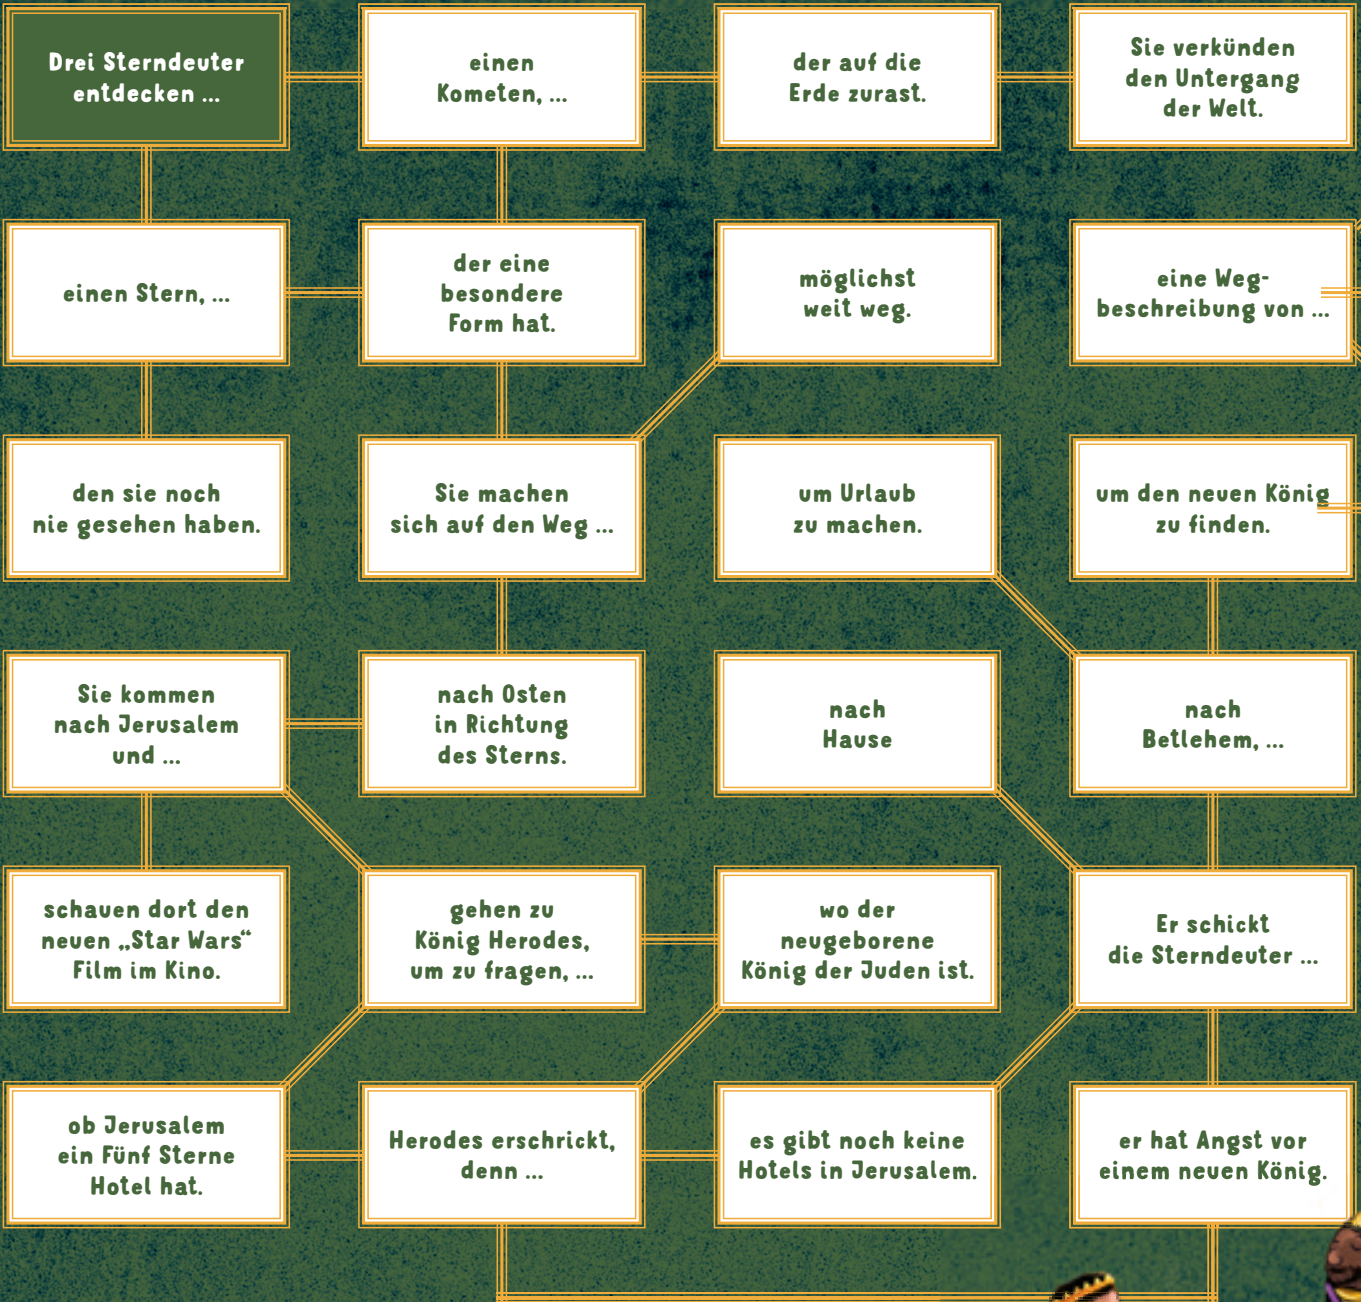 Drei Sterndeuter
entdecken ...
einen
Kometen, ...
der auf die
Erde zurast.
Sie verkünden
den Untergang
der Welt.
einen Stern, ...
der eine
besondere
Form hat.
möglichst
weit weg.
eine Weg-
beschreibung von ...
den sie noch
nie gesehen haben.
Sie machen
sich auf den Weg ...
um Urlaub
zu machen.
um den neuen König
zu finden.
Sie kommen
nach Jerusalem
und ...
nach Osten
in Richtung
des Sterns.
nach
Hause
nach
Betlehem, ...
schauen dort den
neuen „Star Wars“
Film im Kino.
gehen zu
König Herodes,
um zu fragen, ...
wo der
neugeborene
König der Juden ist.
Er schickt
die Sterndeuter ...
ob Jerusalem
ein Fünf Sterne
Hotel hat.
Herodes erschrickt,
denn ...
es gibt noch keine
Hotels in Jerusalem.
er hat Angst vor
einem neuen König.